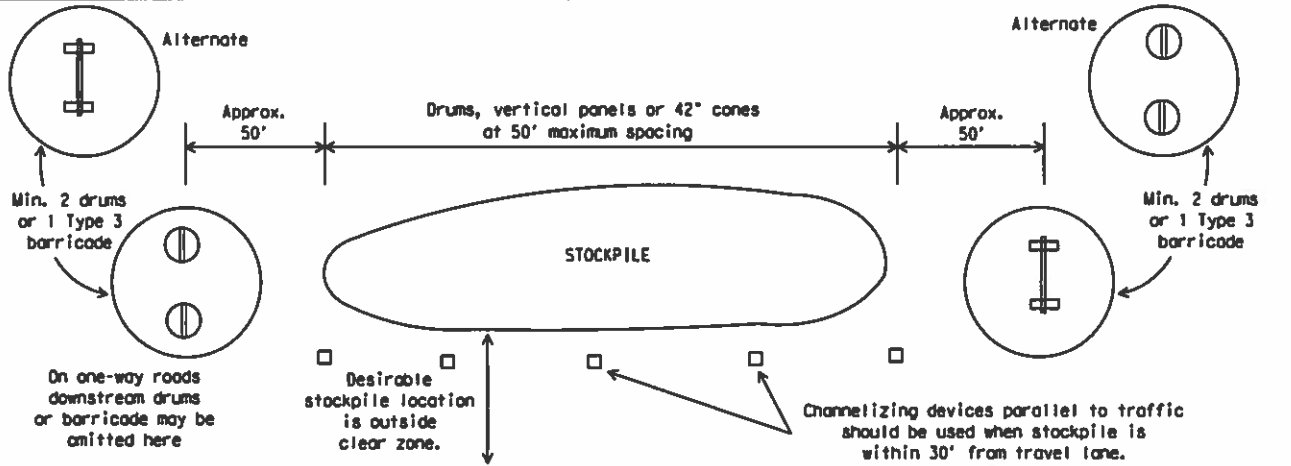 Alternate
Alternate
Approx.
50'
Drums, vertical panels or 42" cones
at 50' maximum spacing
Approx.
50'
Min. 2 drums
or 1 Type 3
barricade
Min. 2 drums
or 1 Type 3
barricade
STOCKPILE
On one-way roads
downstream drums
or barricade may be
omitted here
Desirable
stockpile location
is outside
clear zone.
Channelizing devices parallel to traffic
should be used when stockpile is
within 30' from travel lane.